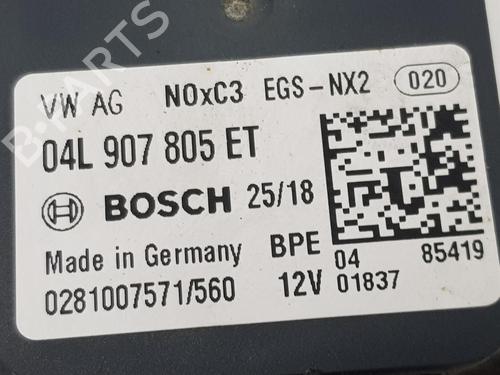 VW AG NOxC3 EGS-NX2 020
04L 907 805 ET
BOSCH 25/18
Made in Germany BPE 04 85419
0281007571/560 12V 01837
B-PARTS